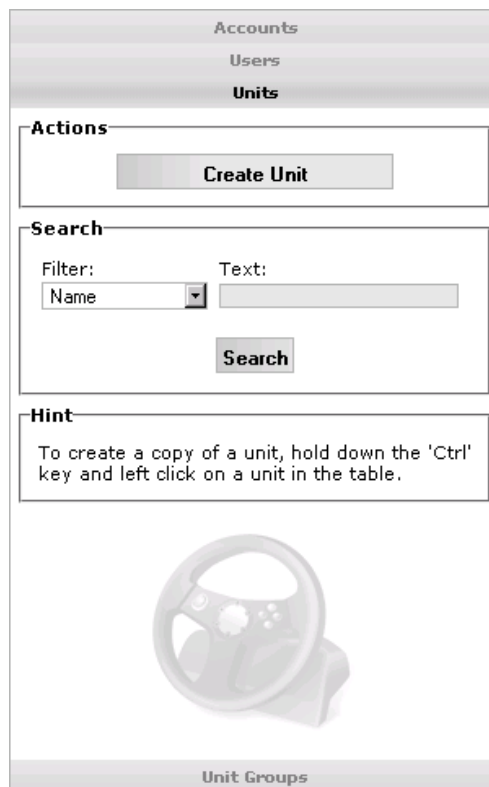 Accounts
Users
Units
Actions
Create Unit
Search
Filter: Text:
Name
Search
Hint
To create a copy of a unit, hold down the 'Ctrl'
key and left click on a unit in the table.
Unit Groups